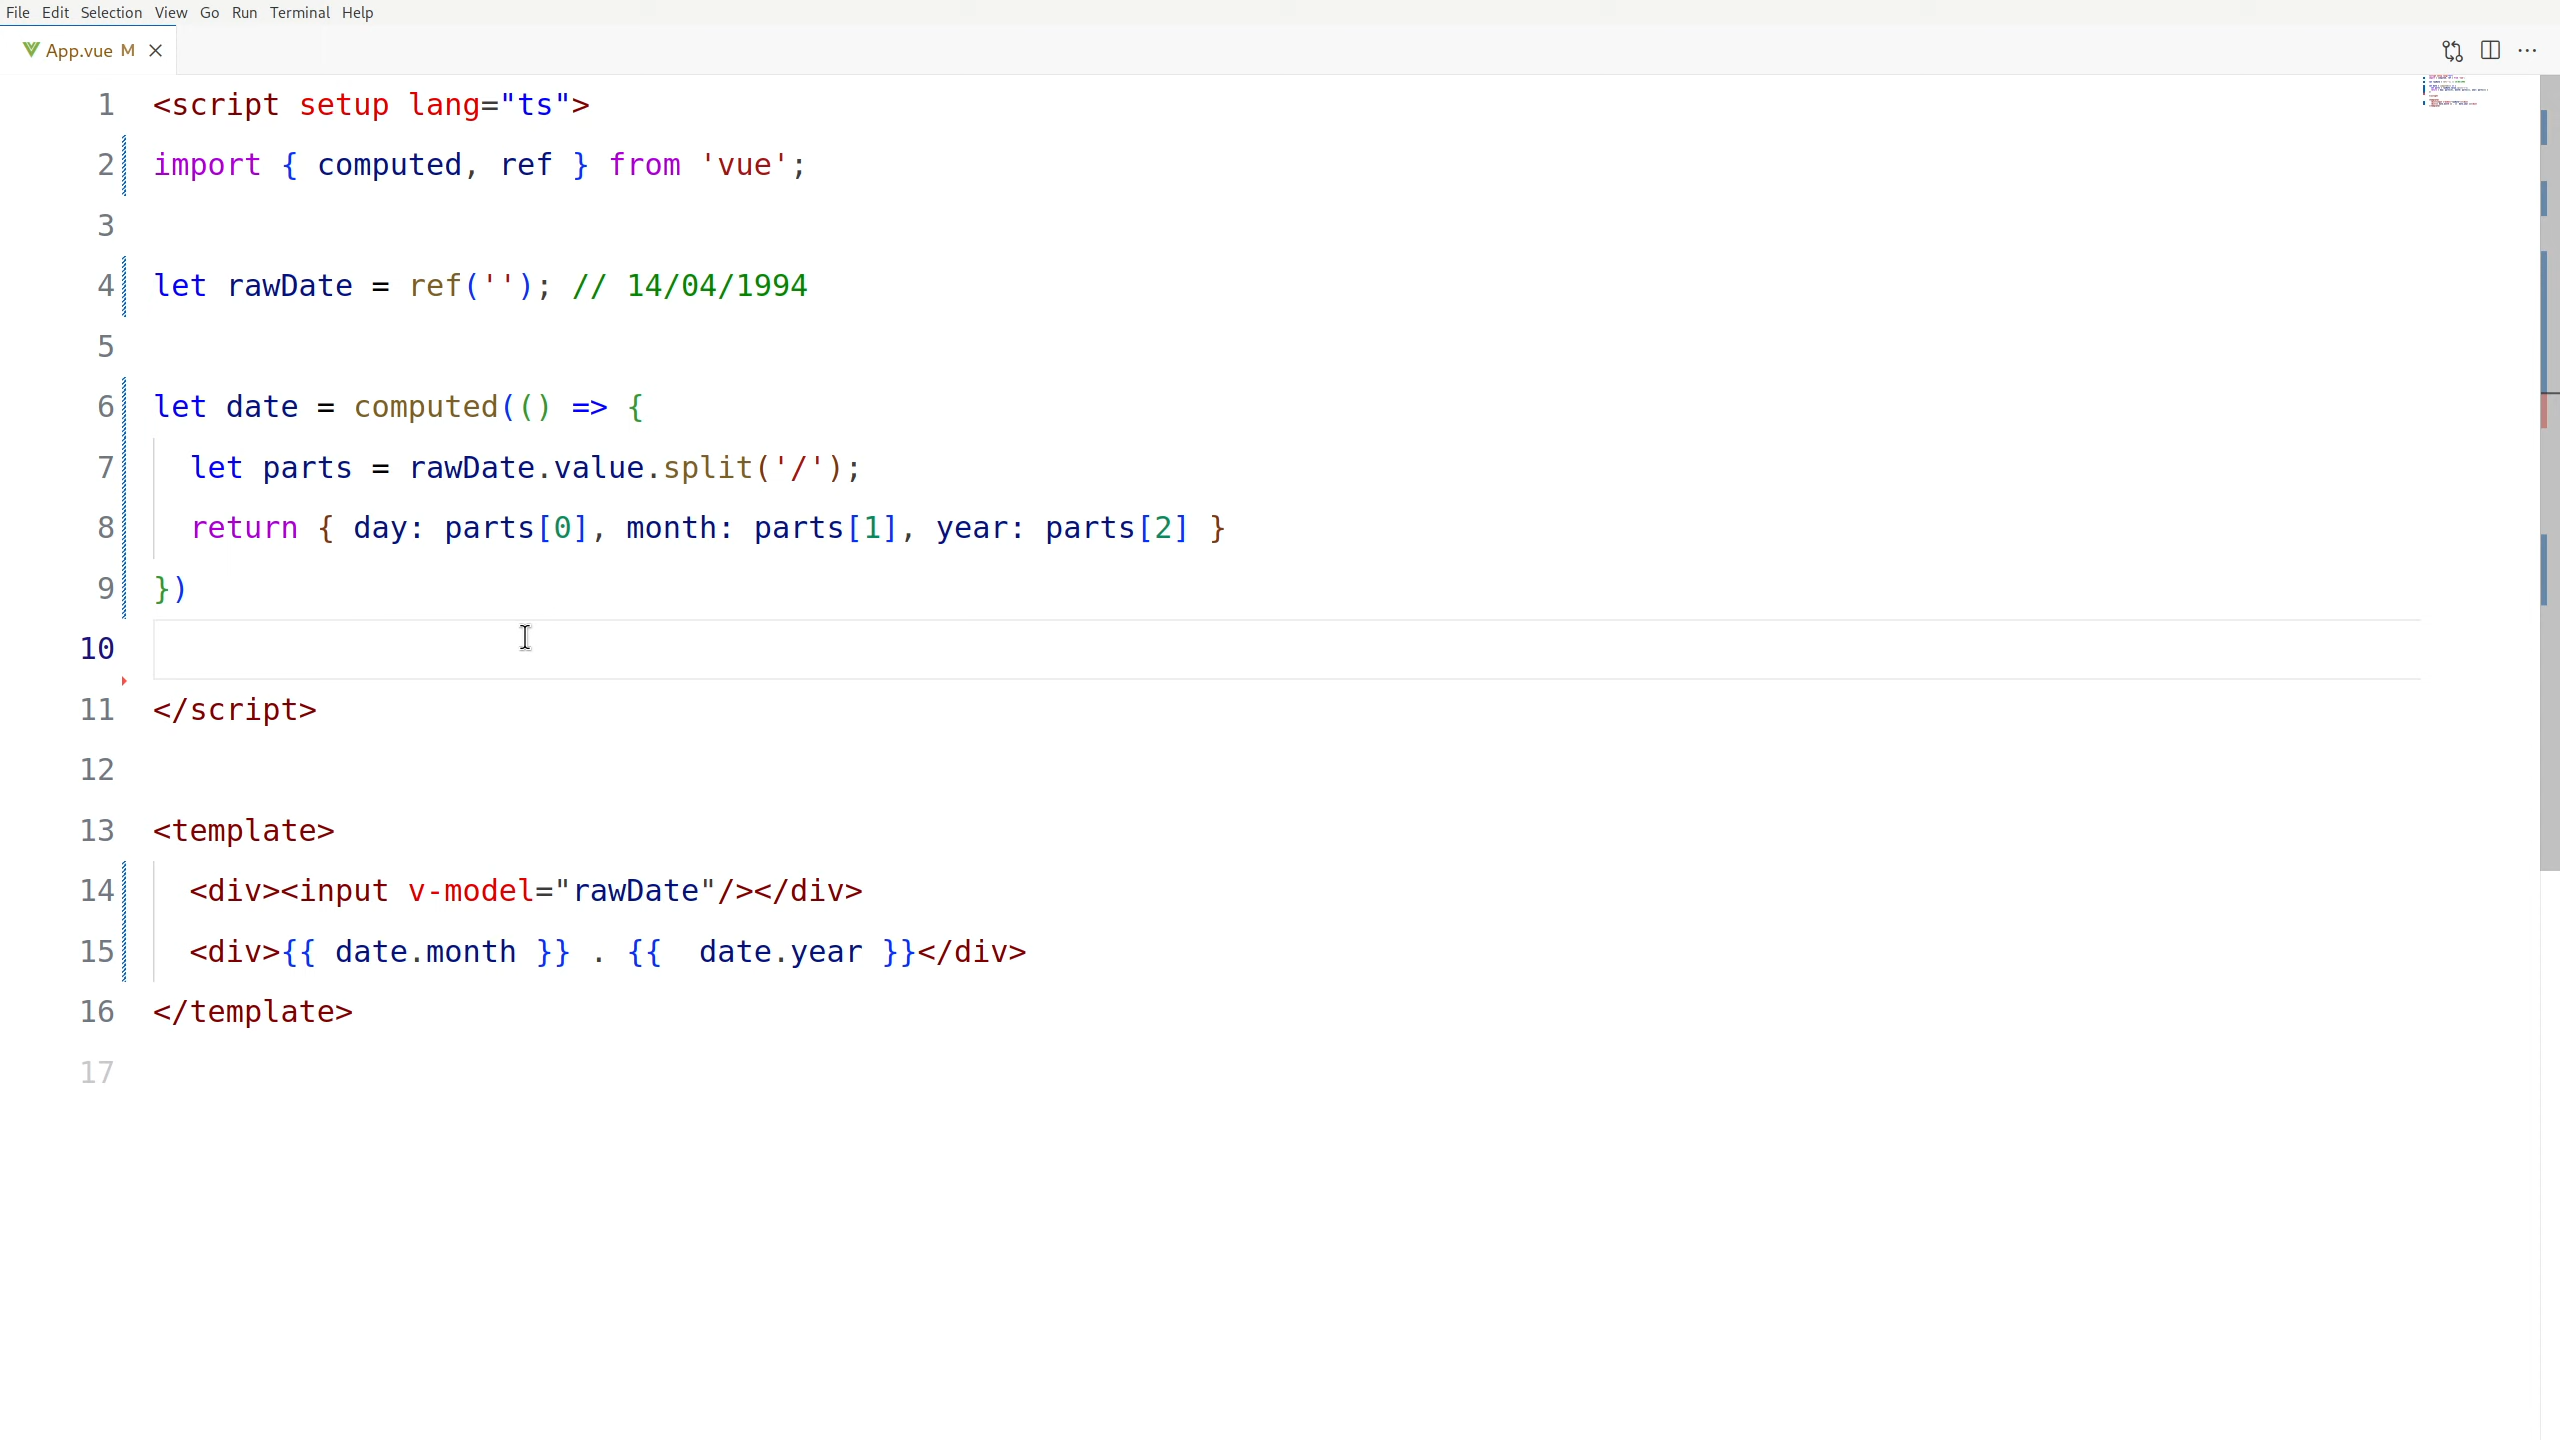 File Edit Selection View Go Run Terminal Help
App.vue M
1 <script setup lang="ts">
2 import { computed, ref } from 'vue';
3
4 let rawDate = ref(''); // 14/04/1994
5
6 let date = computed(() => {
7 let parts = rawDate.value.split('/');
8 return { day: parts[0], month: parts[1], year: parts[2] }
9 })
10
11 </script>
12
13 <template>
14 <div><input v-model="rawDate"/></div>
15 <div>{{ date.month }} . {{  date.year }}</div>
16 </template>
17